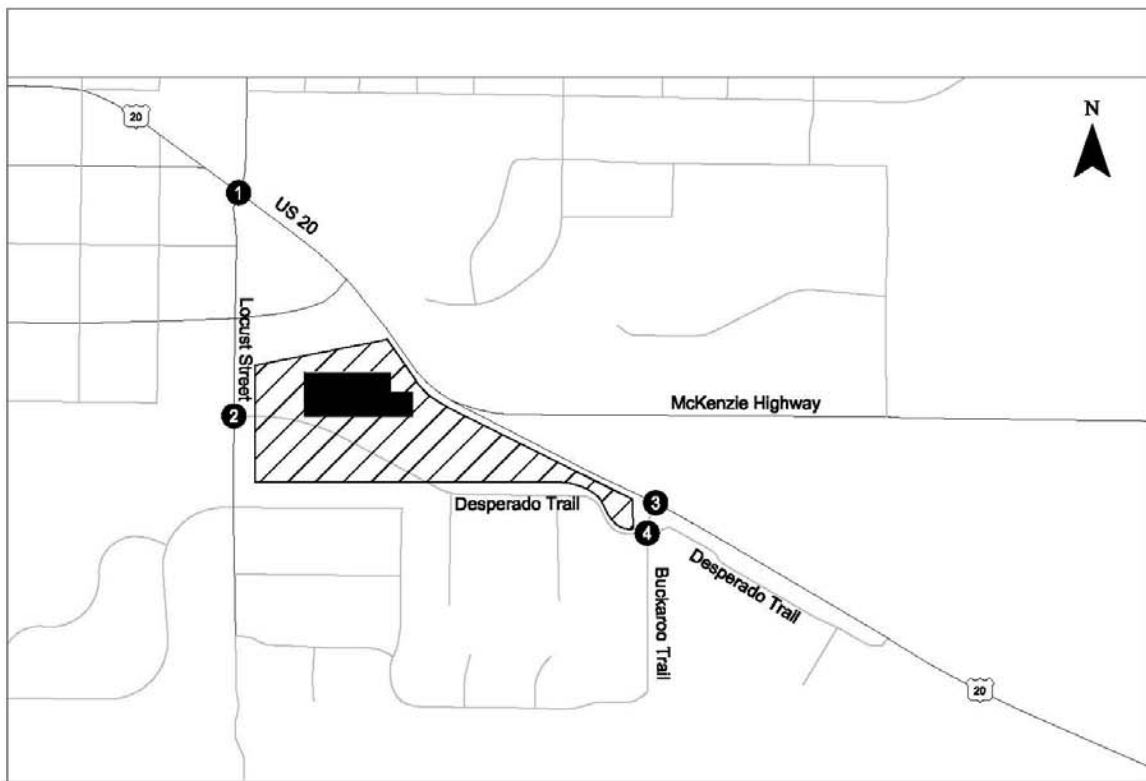 20
N
1
US 20
Locust Street
McKenzie Highway
2
3
Desperado Trail
4
Desperado Trail
Buckaroo Trail
20